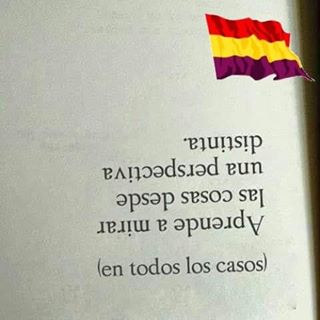 Aprende a mirar
las cosas desde
una perspectiva
distinta.
(en todos los casos)